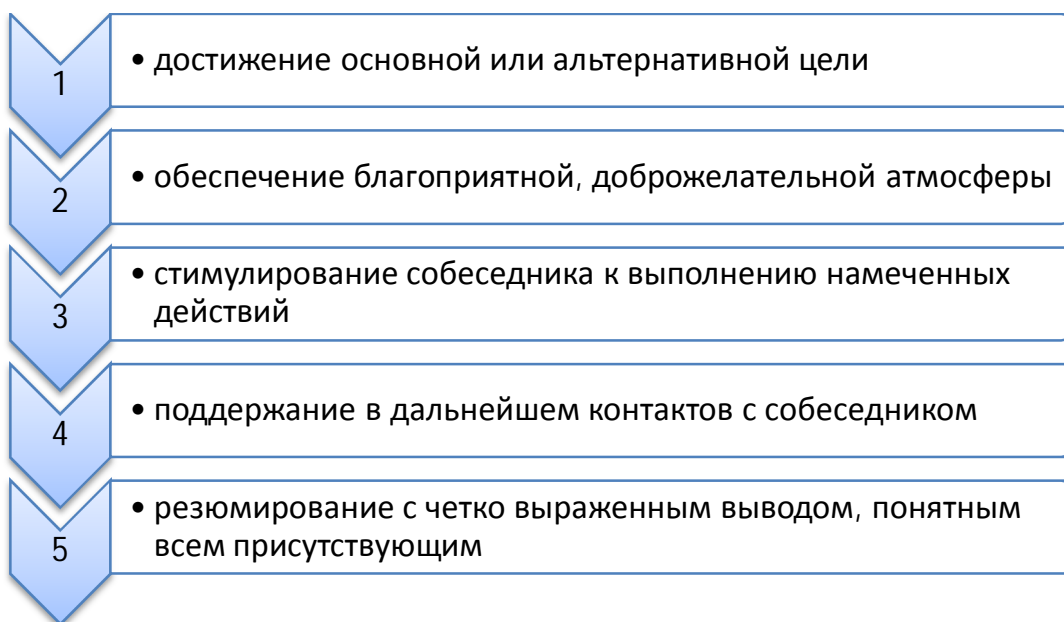 1
• достижение основной или альтернативной цели
2
• обеспечение благоприятной, доброжелательной атмосферы
3
• стимулирование собеседника к выполнению намеченных
действий
4
• поддержание в дальнейшем контактов с собеседником
5
• резюмирование с четко выраженным выводом, понятным
всем присутствующим